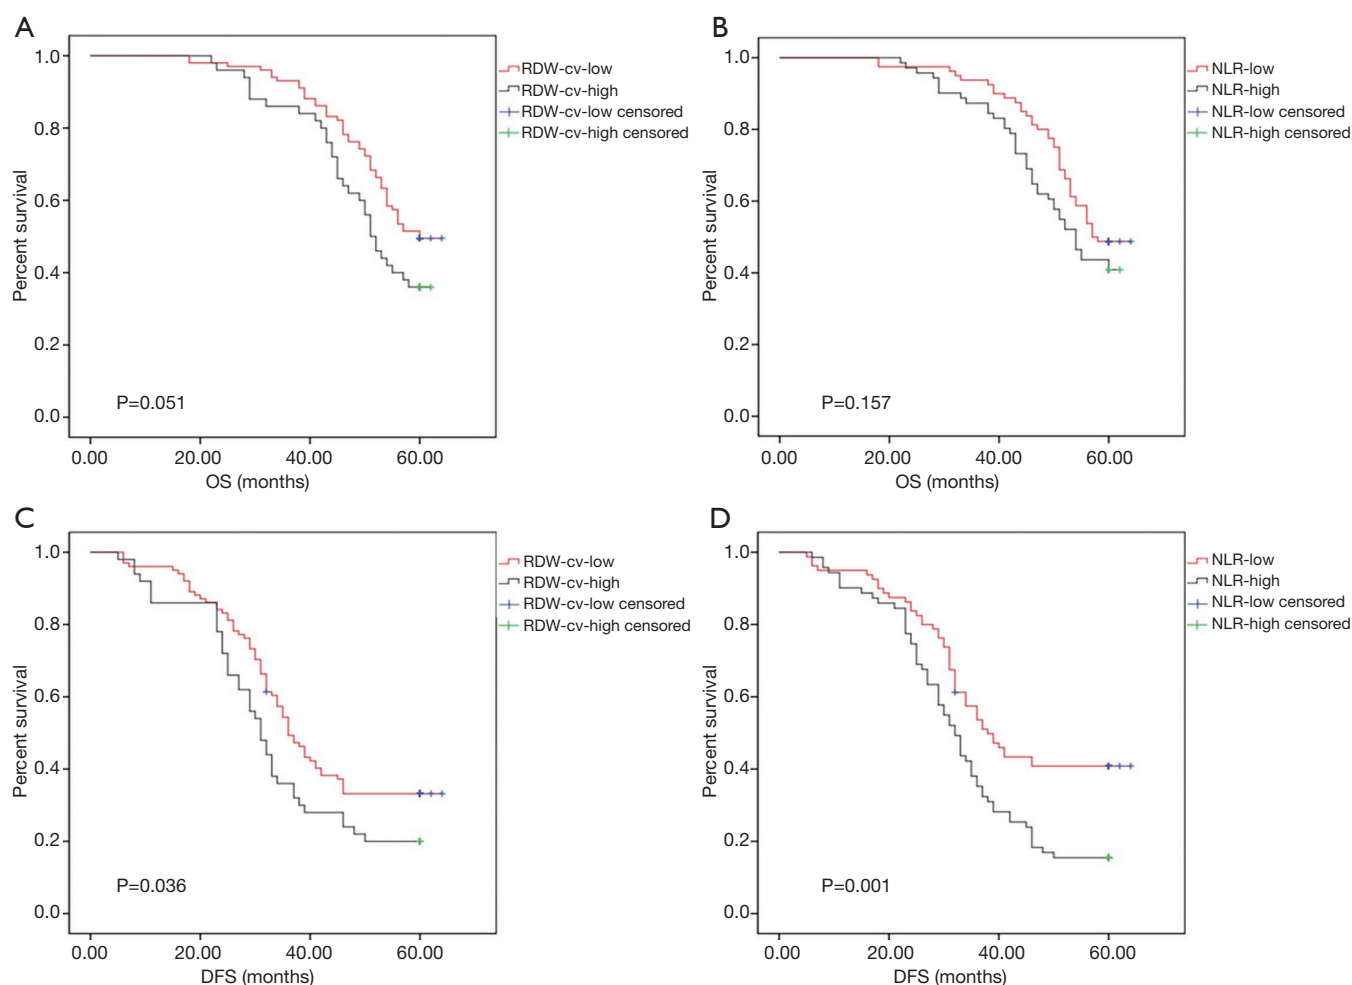 A
1.0
0.8
0.6
0.4
0.2
0.0
Percent survival
P=0.051
0.00 20.00 40.00 60.00
OS (months)
RDW-cv-low
RDW-cv-high
RDW-cv-low censored
RDW-cv-high censored
B
1.0
0.8
0.6
0.4
0.2
0.0
Percent survival
P=0.157
0.00 20.00 40.00 60.00
OS (months)
NLR-low
NLR-high
NLR-low censored
NLR-high censored
C
1.0
0.8
0.6
0.4
0.2
0.0
Percent survival
P=0.036
0.00 20.00 40.00 60.00
DFS (months)
RDW-cv-low
RDW-cv-high
RDW-cv-low censored
RDW-cv-high censored
D
1.0
0.8
0.6
0.4
0.2
0.0
Percent survival
P=0.001
0.00 20.00 40.00 60.00
DFS (months)
NLR-low
NLR-high
NLR-low censored
NLR-high censored